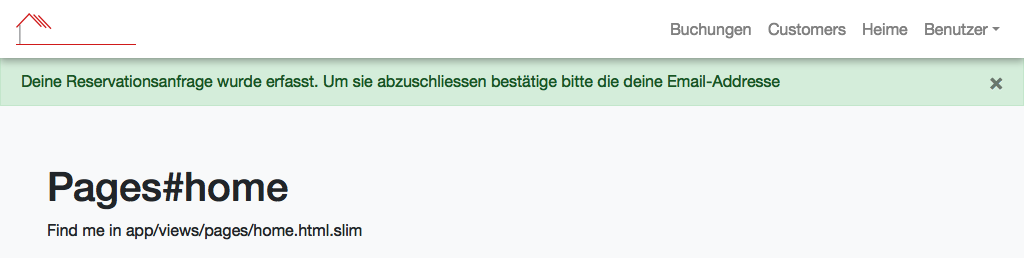 Buchungen Customers Heime Benutzer
Deine Reservationsanfrage wurde erfasst. Um sie abzuschliessen bestätige bitte die deine Email-Addresse ×
Pages#home
Find me in app/views/pages/home.html.slim